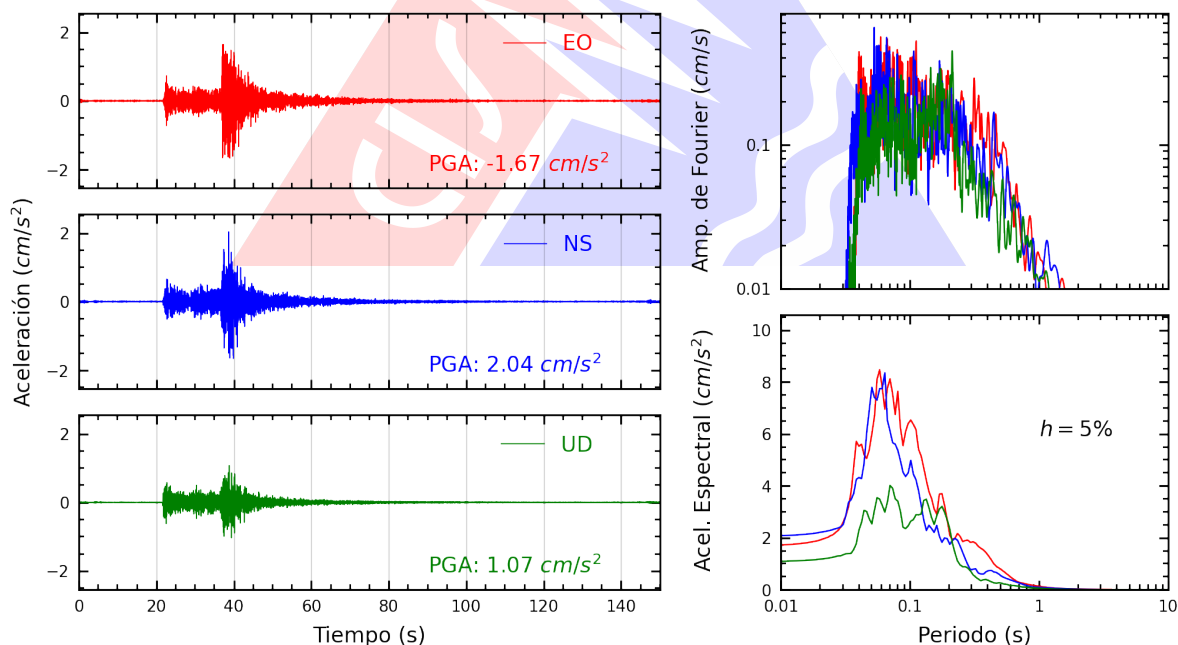 Aceleración (cm/s²)
2
0
−2
EO
PGA: -1.67 cm/s²
2
0
−2
NS
PGA: 2.04 cm/s²
2
0
−2
UD
PGA: 1.07 cm/s²
0 20 40 60 80 100 120 140
Tiempo (s)
Amp. de Fourier (cm/s)
0.1
0.01
Acel. Espectral (cm/s²)
10
8
6
4
2
0
h = 5%
0.01 0.1 1 10
Periodo (s)